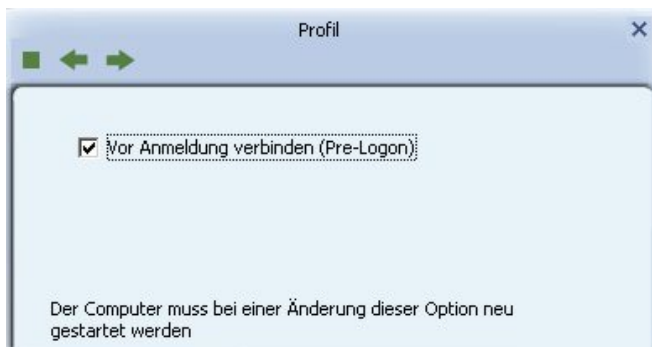 Profil
Vor Anmeldung verbinden (Pre-Logon)
Der Computer muss bei einer Änderung dieser Option neu
gestartet werden